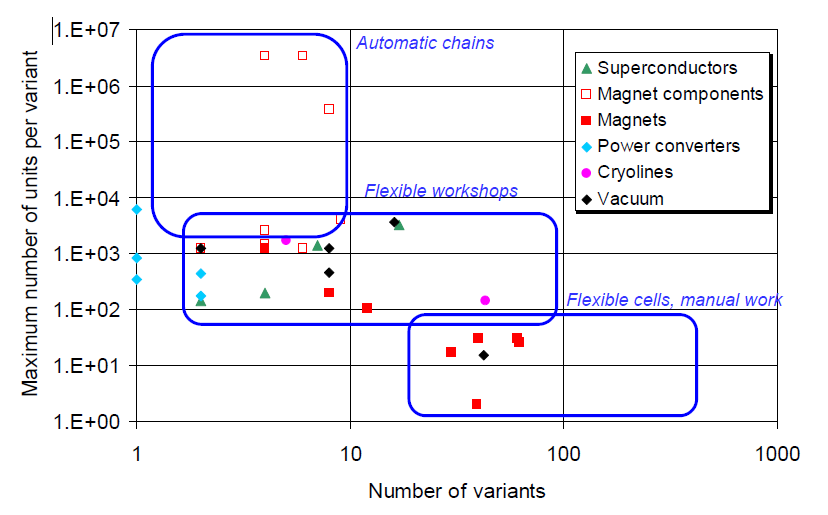 1.E+07
1.E+06
1.E+05
1.E+04
1.E+03
1.E+02
1.E+01
1.E+00
Maximum number of units per variant
Automatic chains
Flexible workshops
Flexible cells, manual work
Superconductors
Magnet components
Magnets
Power converters
Cryolines
Vacuum
1 10 100 1000
Number of variants